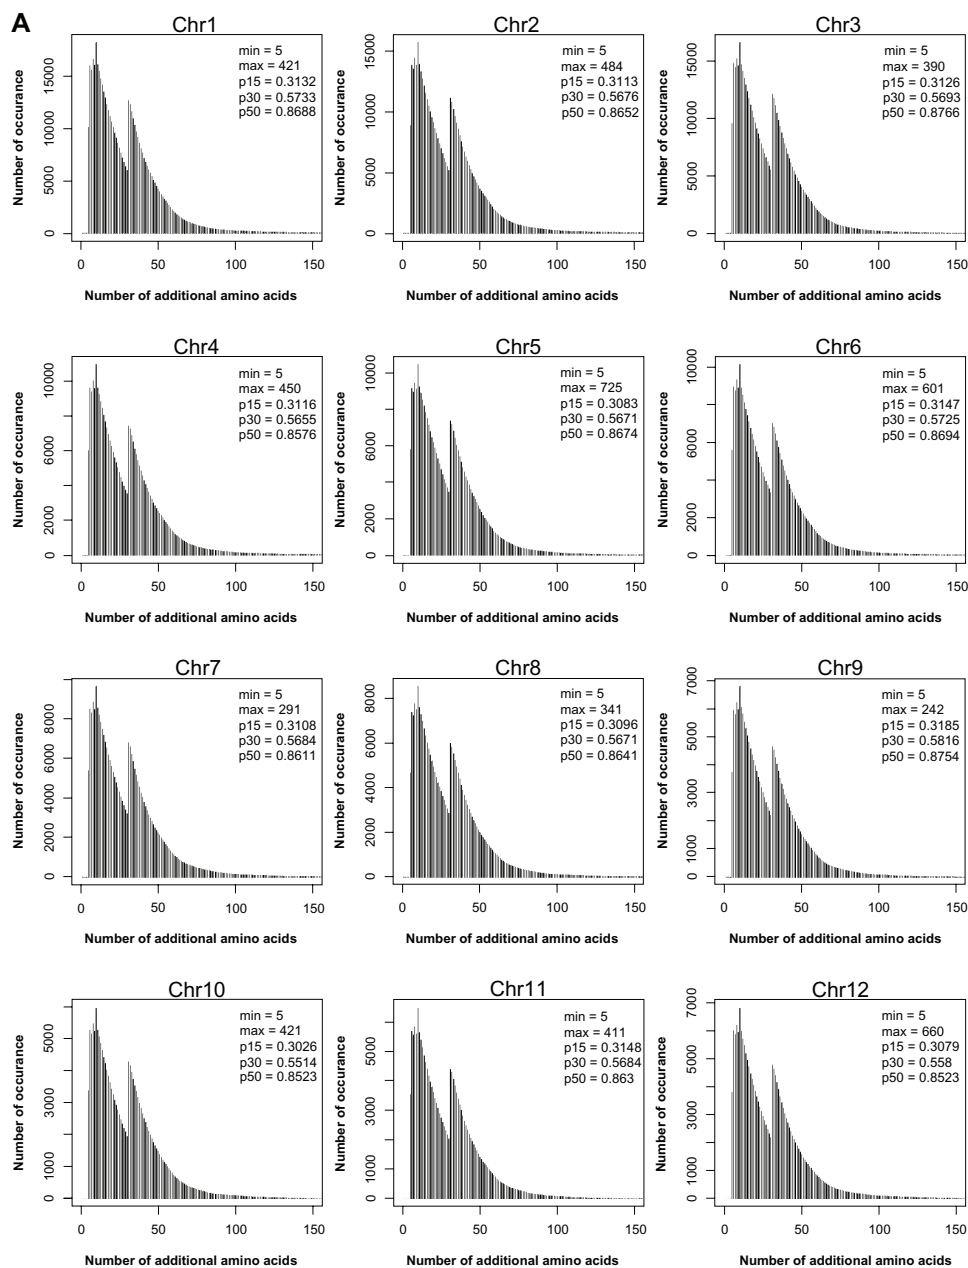 A
Chr1
Number of occurance
15000
10000
5000
0
min = 5
max = 421
p15 = 0.3132
p30 = 0.5733
p50 = 0.8688
0 50 100 150
Number of additional amino acids
Chr2
Number of occurance
15000
10000
5000
0
min = 5
max = 484
p15 = 0.3113
p30 = 0.5676
p50 = 0.8652
0 50 100 150
Number of additional amino acids
Chr3
Number of occurance
15000
10000
5000
0
min = 5
max = 390
p15 = 0.3126
p30 = 0.5693
p50 = 0.8766
0 50 100 150
Number of additional amino acids
Chr4
Number of occurance
10000
6000
2000
0
min = 5
max = 450
p15 = 0.3116
p30 = 0.5655
p50 = 0.8576
0 50 100 150
Number of additional amino acids
Chr5
Number of occurance
10000
6000
2000
0
min = 5
max = 725
p15 = 0.3083
p30 = 0.5671
p50 = 0.8674
0 50 100 150
Number of additional amino acids
Chr6
Number of occurance
10000
6000
2000
0
min = 5
max = 601
p15 = 0.3147
p30 = 0.5725
p50 = 0.8694
0 50 100 150
Number of additional amino acids
Chr7
Number of occurance
8000
6000
4000
2000
0
min = 5
max = 291
p15 = 0.3108
p30 = 0.5684
p50 = 0.8611
0 50 100 150
Number of additional amino acids
Chr8
Number of occurance
8000
6000
4000
2000
0
min = 5
max = 341
p15 = 0.3096
p30 = 0.5671
p50 = 0.8641
0 50 100 150
Number of additional amino acids
Chr9
Number of occurance
7000
5000
3000
1000
0
min = 5
max = 242
p15 = 0.3185
p30 = 0.5816
p50 = 0.8754
0 50 100 150
Number of additional amino acids
Chr10
Number of occurance
5000
3000
1000
0
min = 5
max = 421
p15 = 0.3026
p30 = 0.5514
p50 = 0.8523
0 50 100 150
Number of additional amino acids
Chr11
Number of occurance
5000
3000
1000
0
min = 5
max = 411
p15 = 0.3148
p30 = 0.5684
p50 = 0.863
0 50 100 150
Number of additional amino acids
Chr12
Number of occurance
7000
5000
3000
1000
0
min = 5
max = 660
p15 = 0.3079
p30 = 0.558
p50 = 0.8523
0 50 100 150
Number of additional amino acids